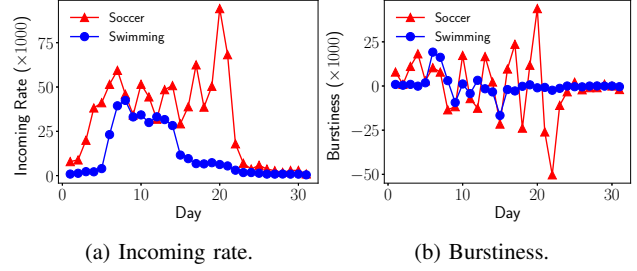 Soccer
Swimming
Incoming Rate (×1000)
75
50
25
0
0
10
20
30
Day
(a) Incoming rate.
Soccer
Swimming
Burstiness (×1000)
25
0
−25
−50
0
10
20
30
Day
(b) Burstiness.